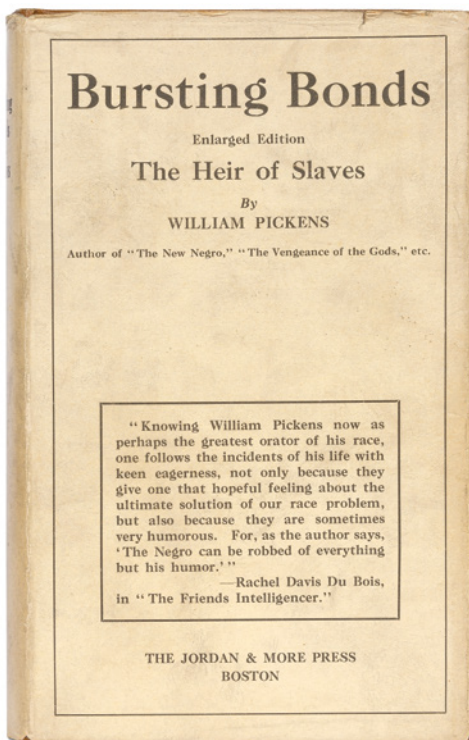 Bursting Bonds
Enlarged Edition
The Heir of Slaves
By
WILLIAM PICKENS
Author of "The New Negro," "The Vengeance of the Gods," etc.
"Knowing William Pickens now as
perhaps the greatest orator of his race,
one follows the incidents of his life with
keen eagerness, not only because they
give one that hopeful feeling about the
ultimate solution of our race problem,
but also because they are sometimes
very humorous. For, as the author says,
'The Negro can be robbed of everything
but his humor.'"
—Rachel Davis Du Bois,
in "The Friends Intelligencer."
THE JORDAN & MORE PRESS
BOSTON